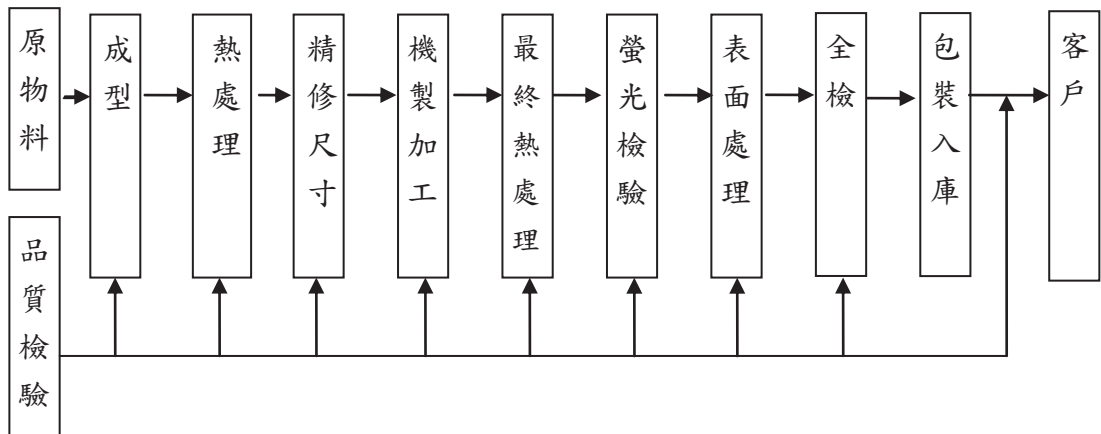 原物料
成型
熱處理
精修尺寸
機製加工
最終熱處理
螢光檢驗
表面處理
全檢
包裝入庫
客戶
品質檢驗